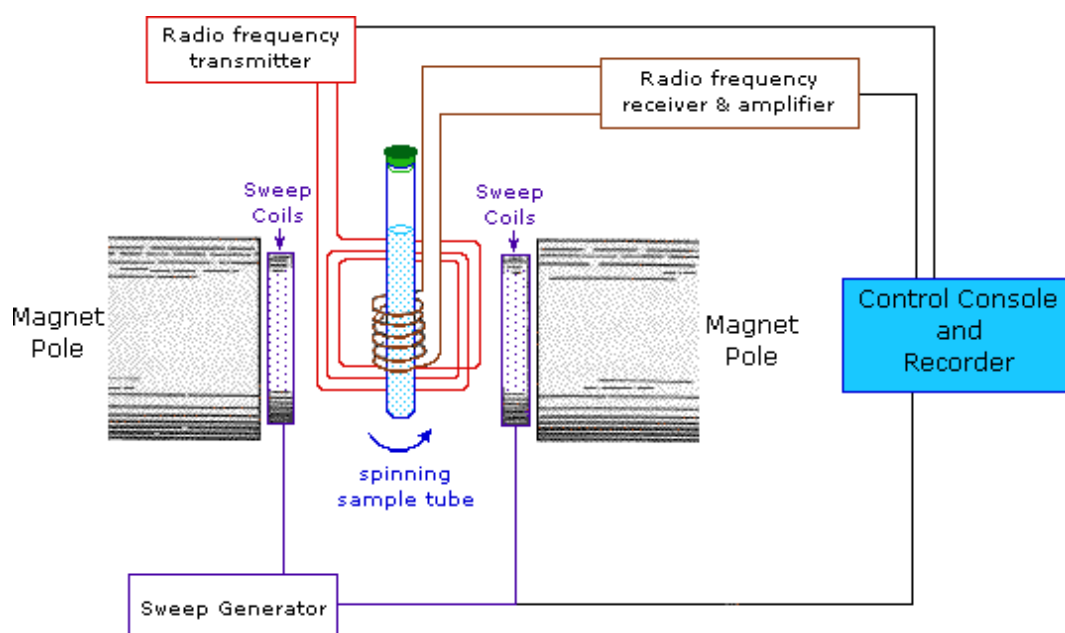 Radio frequency
transmitter
Radio frequency
receiver & amplifier
Sweep
Coils
Sweep
Coils
Magnet
Pole
Magnet
Pole
Control Console
and
Recorder
spinning
sample tube
Sweep Generator